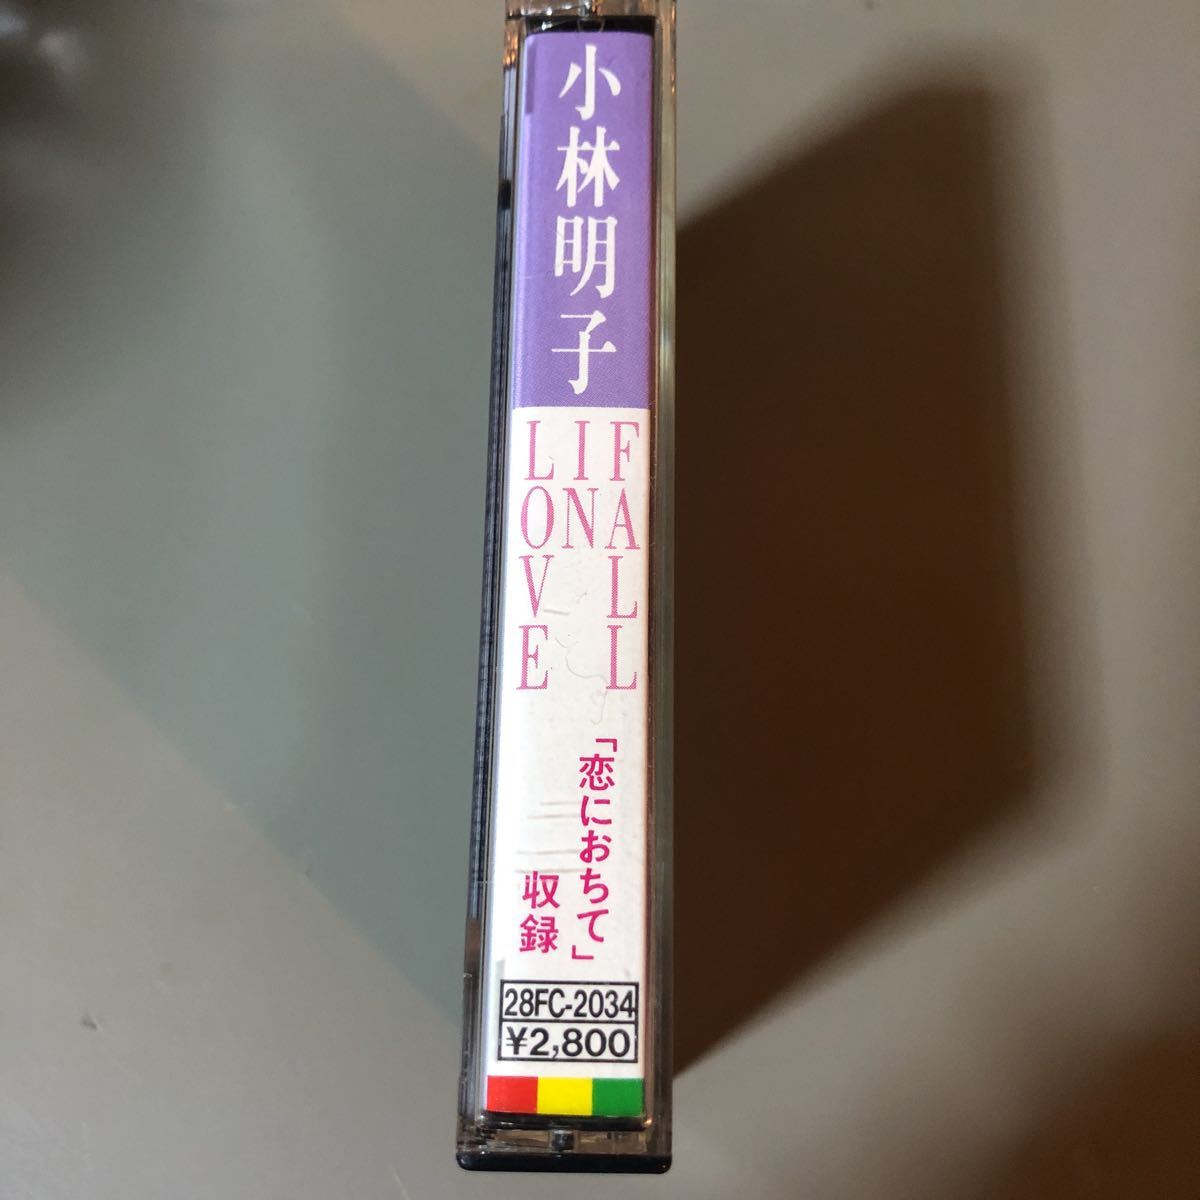 小林明子
FALL
IN
LOVE
「恋におちて」
収録
28FC-2034
¥2,800